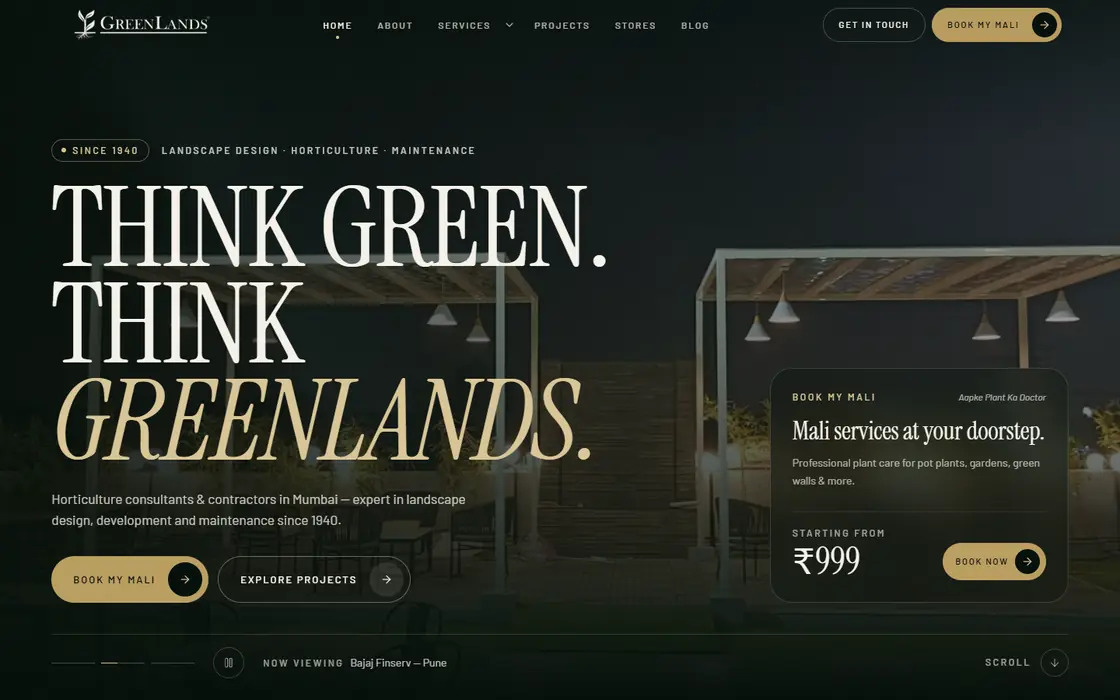 GREENLANDS
HOME ABOUT SERVICES PROJECTS STORES BLOG
GET IN TOUCH
BOOK MY MALI
SINCE 1940
LANDSCAPE DESIGN · HORTICULTURE · MAINTENANCE
THINK GREEN.
THINK
GREENLANDS.
Horticulture consultants & contractors in Mumbai — expert in landscape
design, development and maintenance since 1940.
BOOK MY MALI
EXPLORE PROJECTS
BOOK MY MALI
Aapke Plant Ka Doctor
Mali services at your doorstep.
Professional plant care for pot plants, gardens, green
walls & more.
STARTING FROM
₹999
BOOK NOW
NOW VIEWING Bajaj Finserv — Pune
SCROLL